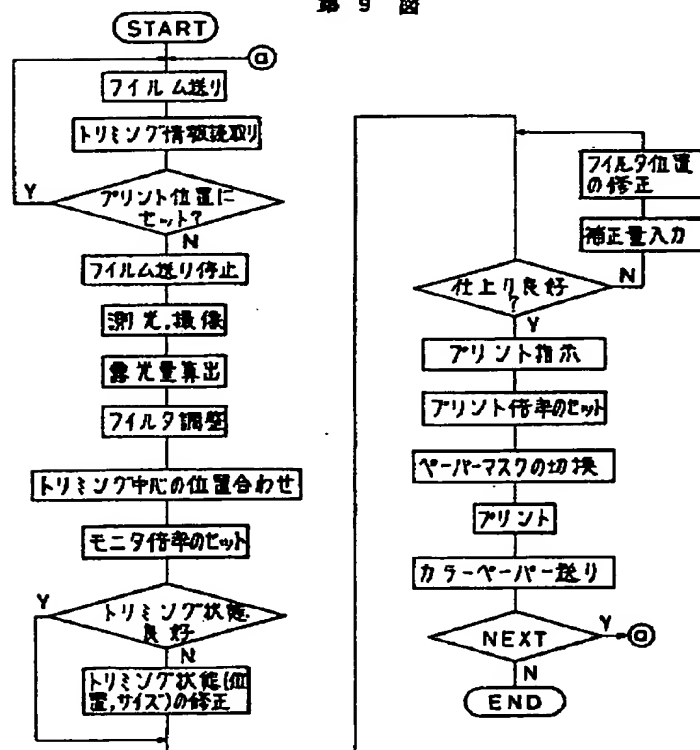 第 9 図
START
a
フイルム送り
トリミング情報読取り
Y
プリント位置に
セット?
N
フイルム送り停止
測光,撮像
露光量算出
フイルタ調整
トリミング中心の位置合わせ
モニタ倍率のセット
Y
トリミング状態
良好
N
トリミング状態(位
置,サイズ)の修正
フイルタ位置
の修正
補正量入力
仕上り良好
?
N
Y
プリント指示
プリント倍率のセット
ペーパーマスクの切換
プリント
カラーペーパー送り
NEXT
Y
a
N
END